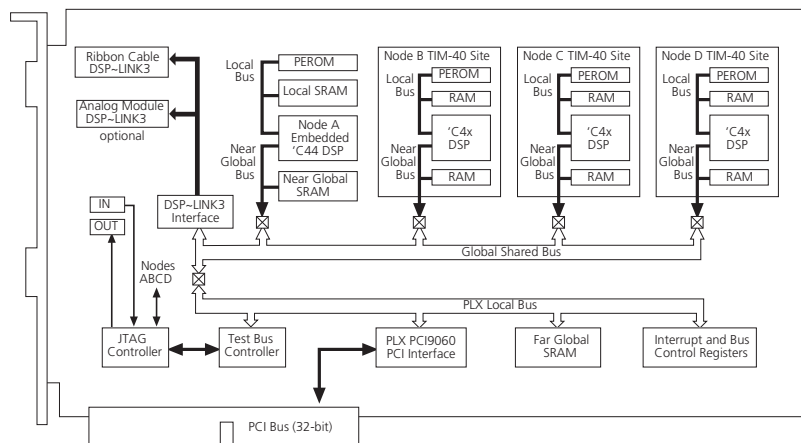 Ribbon Cable
DSP~LINK3
Analog Module
DSP~LINK3
optional
Local
Bus
PEROM
Local SRAM
Node A
Embedded
'C44 DSP
Near
Global
Bus
Near Global
SRAM
Node B TIM-40 Site
Local
Bus
PEROM
RAM
'C4x
DSP
Near
Global
Bus
RAM
Node C TIM-40 Site
Local
Bus
PEROM
RAM
'C4x
DSP
Near
Global
Bus
RAM
Node D TIM-40 Site
Local
Bus
PEROM
RAM
'C4x
DSP
Near
Global
Bus
RAM
DSP~LINK3
Interface
IN
OUT
Global Shared Bus
Nodes
ABCD
PLX Local Bus
JTAG
Controller
Test Bus
Controller
PLX PCI9060
PCI Interface
Far Global
SRAM
Interrupt and Bus
Control Registers
PCI Bus (32-bit)